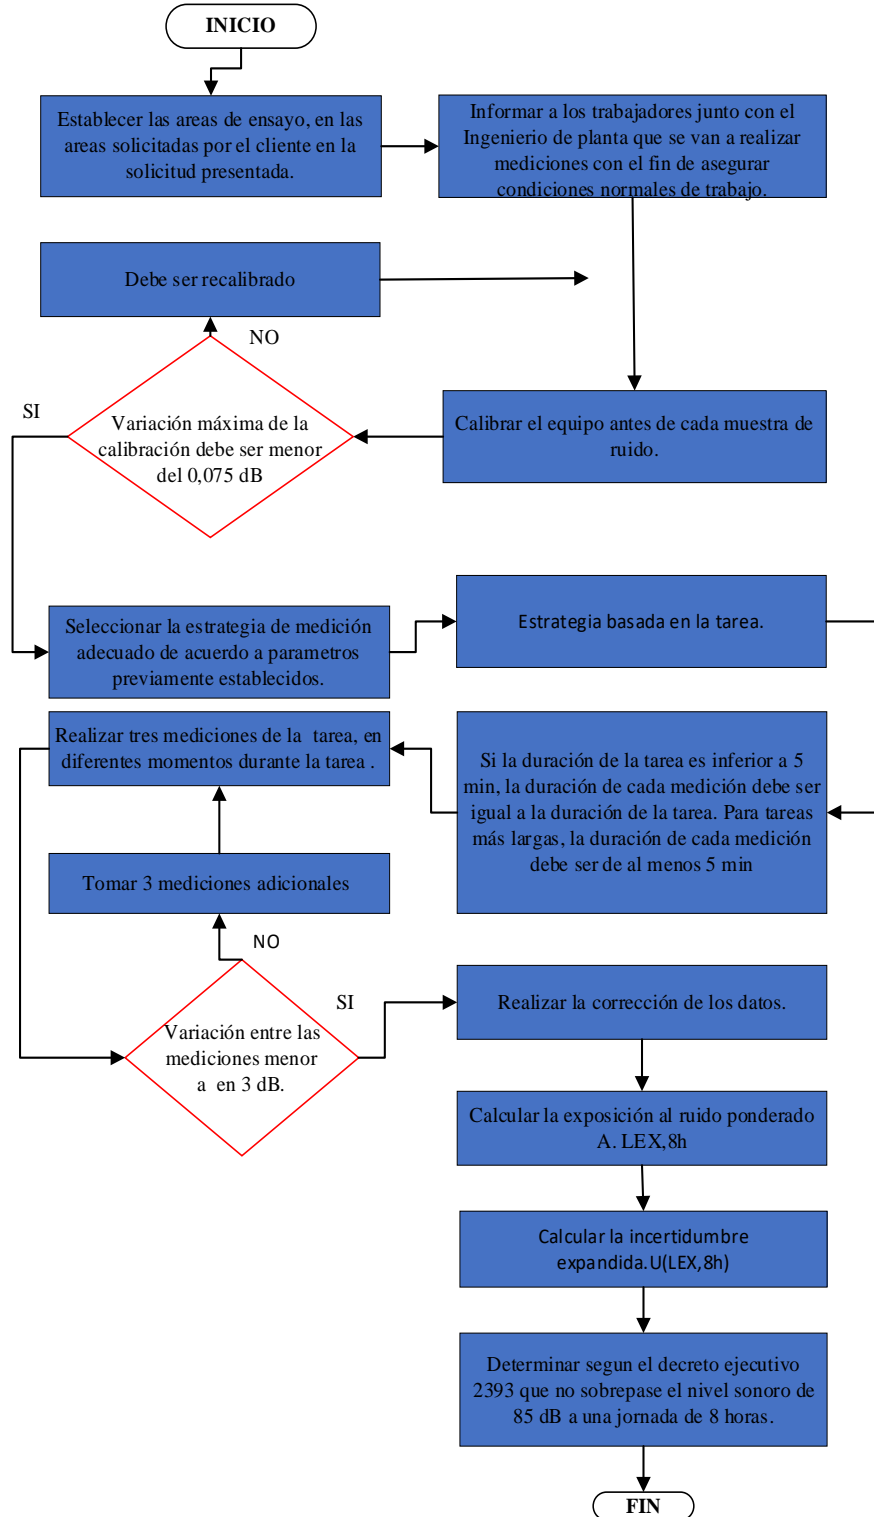 INICIO
Establecer las areas de ensayo, en las
areas solicitadas por el cliente en la
solicitud presentada.
Informar a los trabajadores junto con el
Ingenierio de planta que se van a realizar
mediciones con el fin de asegurar
condiciones normales de trabajo.
Debe ser recalibrado
NO
SI
Variación máxima de la
calibración debe ser menor
del 0,075 dB
Calibrar el equipo antes de cada muestra de
ruido.
Seleccionar la estrategia de medición
adecuado de acuerdo a parametros
previamente establecidos.
Estrategia basada en la tarea.
Realizar tres mediciones de la tarea, en
diferentes momentos durante la tarea .
Si la duración de la tarea es inferior a 5
min, la duración de cada medición debe ser
igual a la duración de la tarea. Para tareas
más largas, la duración de cada medición
debe ser de al menos 5 min
Tomar 3 mediciones adicionales
NO
SI
Variación entre las
mediciones menor
a en 3 dB.
Realizar la corrección de los datos.
Calcular la exposición al ruido ponderado
A. LEX,8h
Calcular la incertidumbre
expandida.U(LEX,8h)
Determinar segun el decreto ejecutivo
2393 que no sobrepase el nivel sonoro de
85 dB a una jornada de 8 horas.
FIN